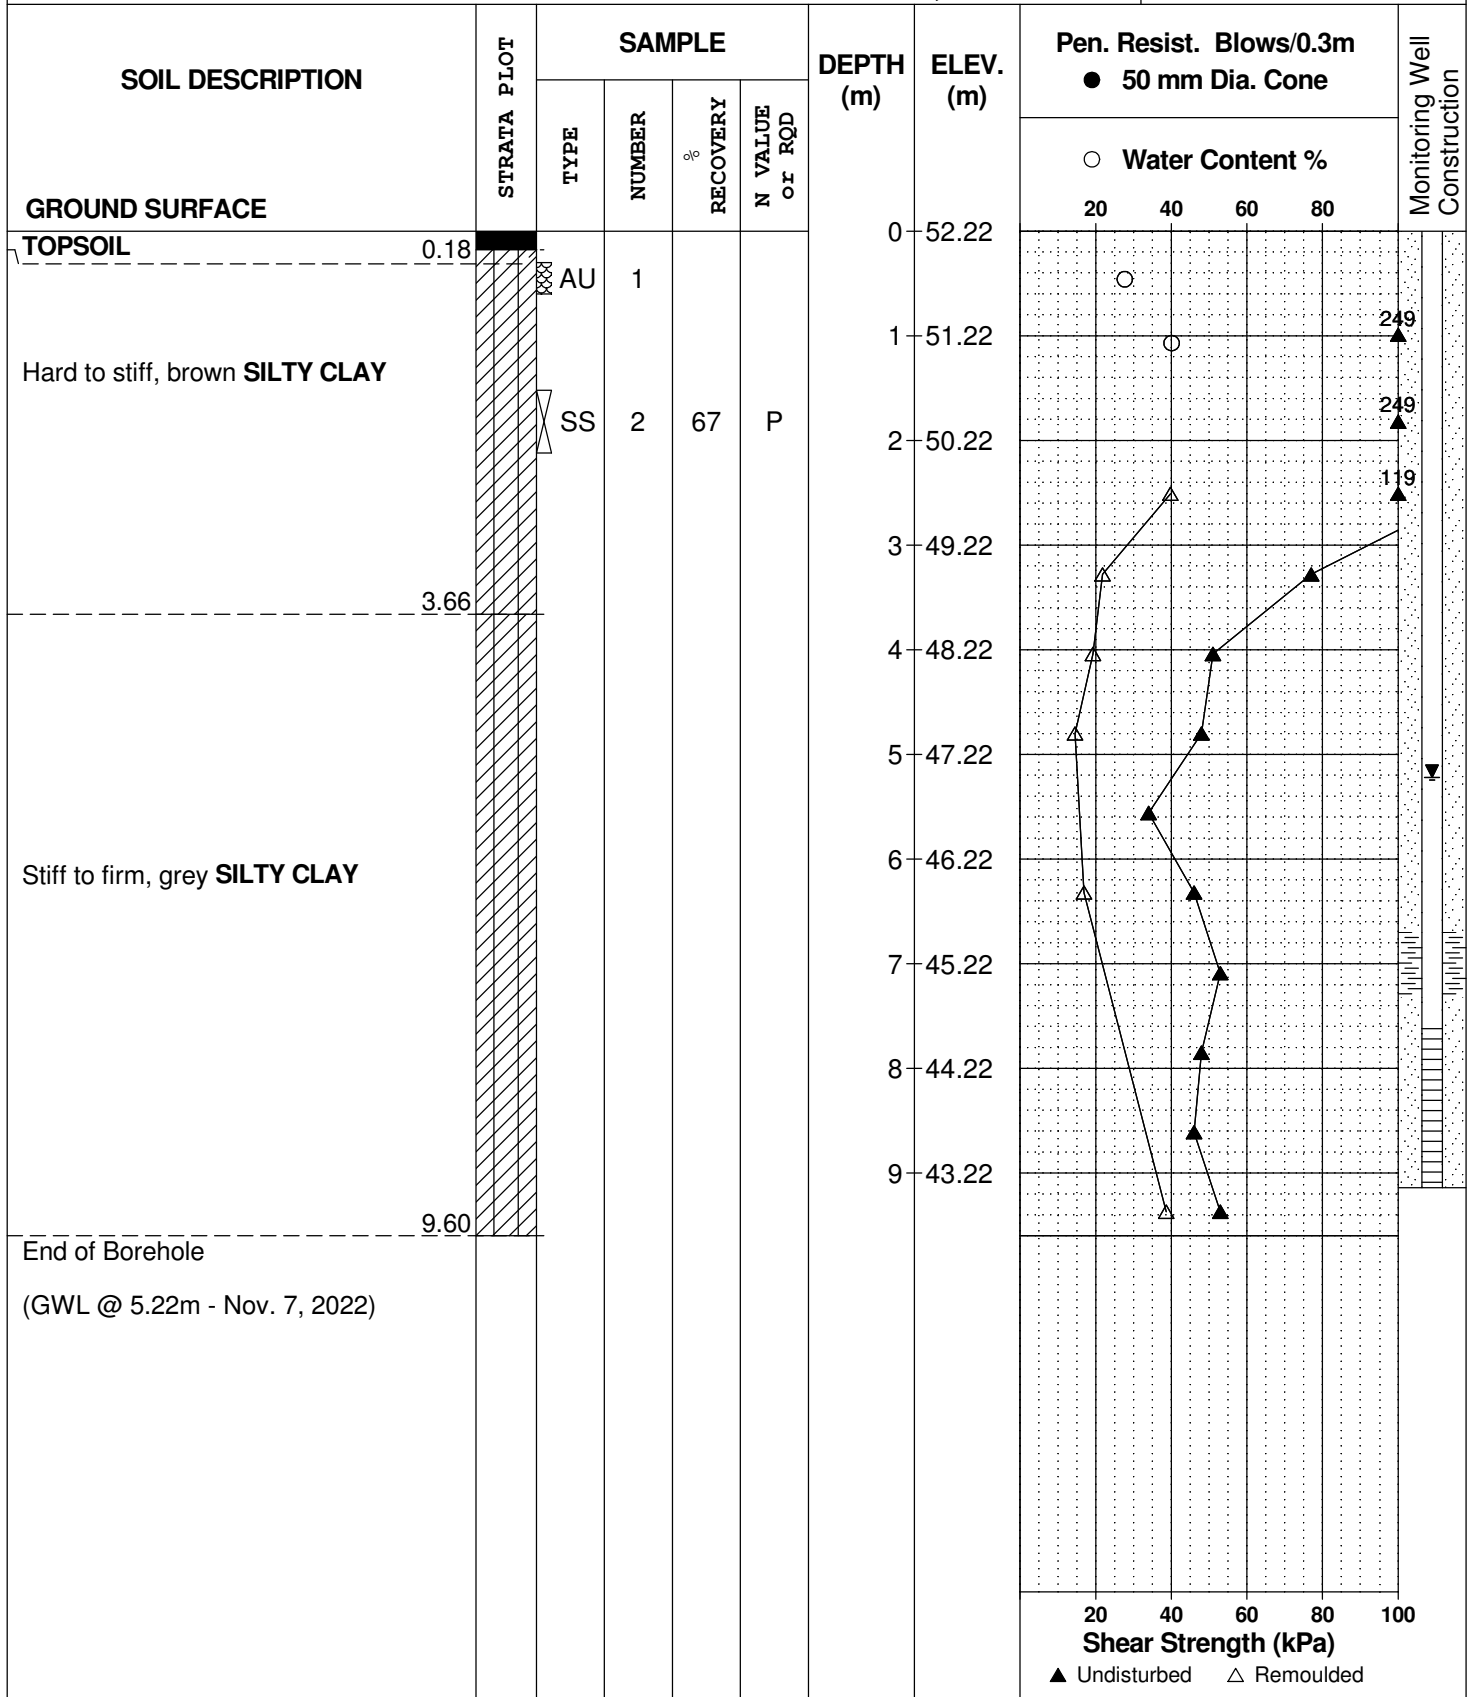 SOIL DESCRIPTION
GROUND SURFACE
STRATA PLOT
SAMPLE
TYPE
NUMBER
% RECOVERY
N VALUE or RQD
DEPTH (m)
ELEV. (m)
Pen. Resist. Blows/0.3m
● 50 mm Dia. Cone
○ Water Content %
20 40 60 80
Monitoring Well Construction
0 52.22
TOPSOIL 0.18
AU 1
249
1 51.22
Hard to stiff, brown SILTY CLAY
249
SS 2 67 P
2 50.22
119
3 49.22
3.66
4 48.22
5 47.22
6 46.22
Stiff to firm, grey SILTY CLAY
7 45.22
8 44.22
9 43.22
9.60
End of Borehole
(GWL @ 5.22m - Nov. 7, 2022)
20 40 60 80 100
Shear Strength (kPa)
▲ Undisturbed △ Remoulded